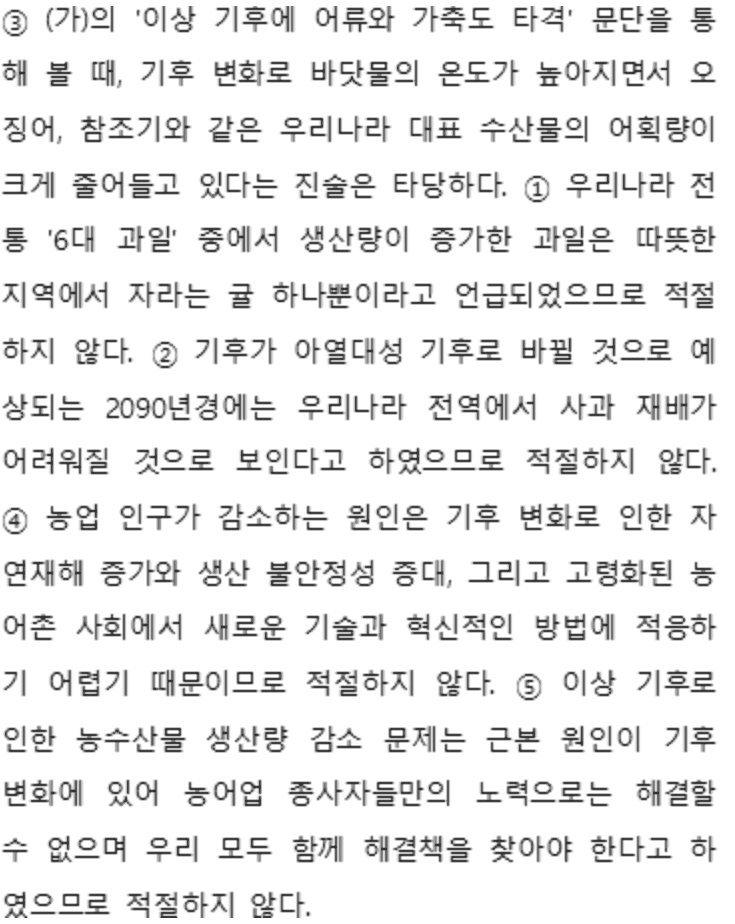 ③ (가)의 '이상 기후에 어류와 가축도 타격' 문단을 통
해 볼 때, 기후 변화로 바닷물의 온도가 높아지면서 오
징어, 참조기와 같은 우리나라 대표 수산물의 어획량이
크게 줄어들고 있다는 진술은 타당하다. ① 우리나라 전
통 '6대 과일' 중에서 생산량이 증가한 과일은 따뜻한
지역에서 자라는 귤 하나뿐이라고 언급되었으므로 적절
하지 않다. ② 기후가 아열대성 기후로 바뀔 것으로 예
상되는 2090년경에는 우리나라 전역에서 사과 재배가
어려워질 것으로 보인다고 하였으므로 적절하지 않다.
④ 농업 인구가 감소하는 원인은 기후 변화로 인한 자
연재해 증가와 생산 불안정성 증대, 그리고 고령화된 농
어촌 사회에서 새로운 기술과 혁신적인 방법에 적응하
기 어렵기 때문이므로 적절하지 않다. ⑤ 이상 기후로
인한 농수산물 생산량 감소 문제는 근본 원인이 기후
변화에 있어 농어업 종사자들만의 노력으로는 해결할
수 없으며 우리 모두 함께 해결책을 찾아야 한다고 하
였으므로 적절하지 않다.